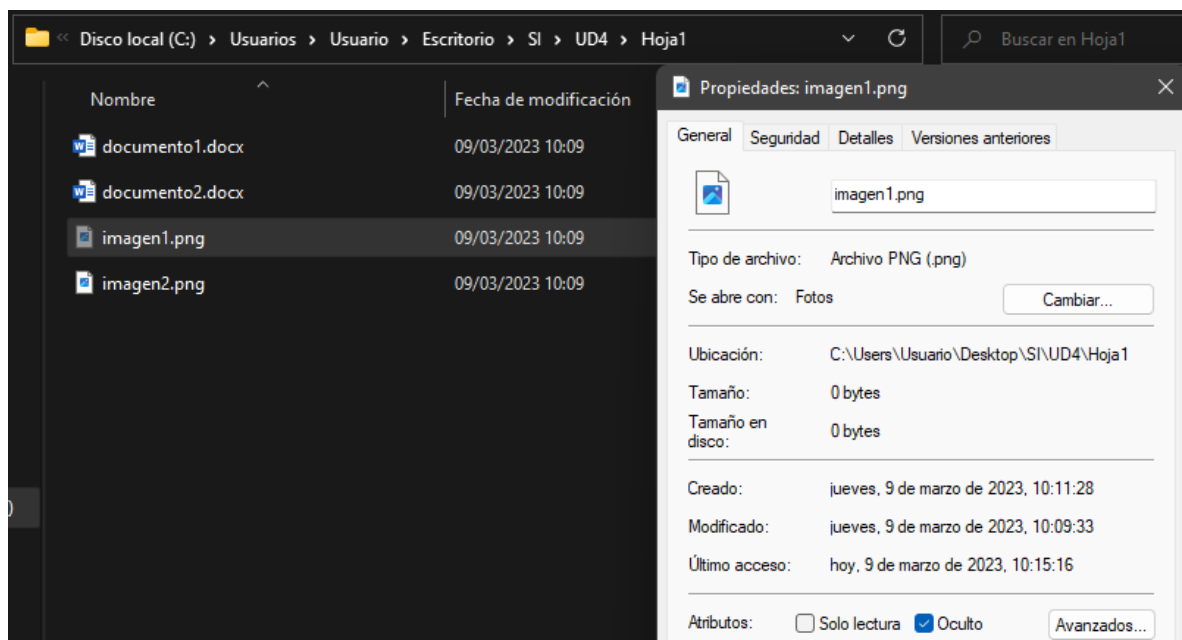 « Disco local (C:) › Usuarios › Usuario › Escritorio › SI › UD4 › Hoja1
Buscar en Hoja1
Nombre
Fecha de modificación
documento1.docx 09/03/2023 10:09
documento2.docx 09/03/2023 10:09
imagen1.png 09/03/2023 10:09
imagen2.png 09/03/2023 10:09
Propiedades: imagen1.png
General Seguridad Detalles Versiones anteriores
imagen1.png
Tipo de archivo: Archivo PNG (.png)
Se abre con: Fotos Cambiar...
Ubicación: C:\Users\Usuario\Desktop\SI\UD4\Hoja1
Tamaño: 0 bytes
Tamaño en
disco: 0 bytes
Creado: jueves, 9 de marzo de 2023, 10:11:28
Modificado: jueves, 9 de marzo de 2023, 10:09:33
Último acceso: hoy, 9 de marzo de 2023, 10:15:16
Atributos: Solo lectura Oculto Avanzados...
)